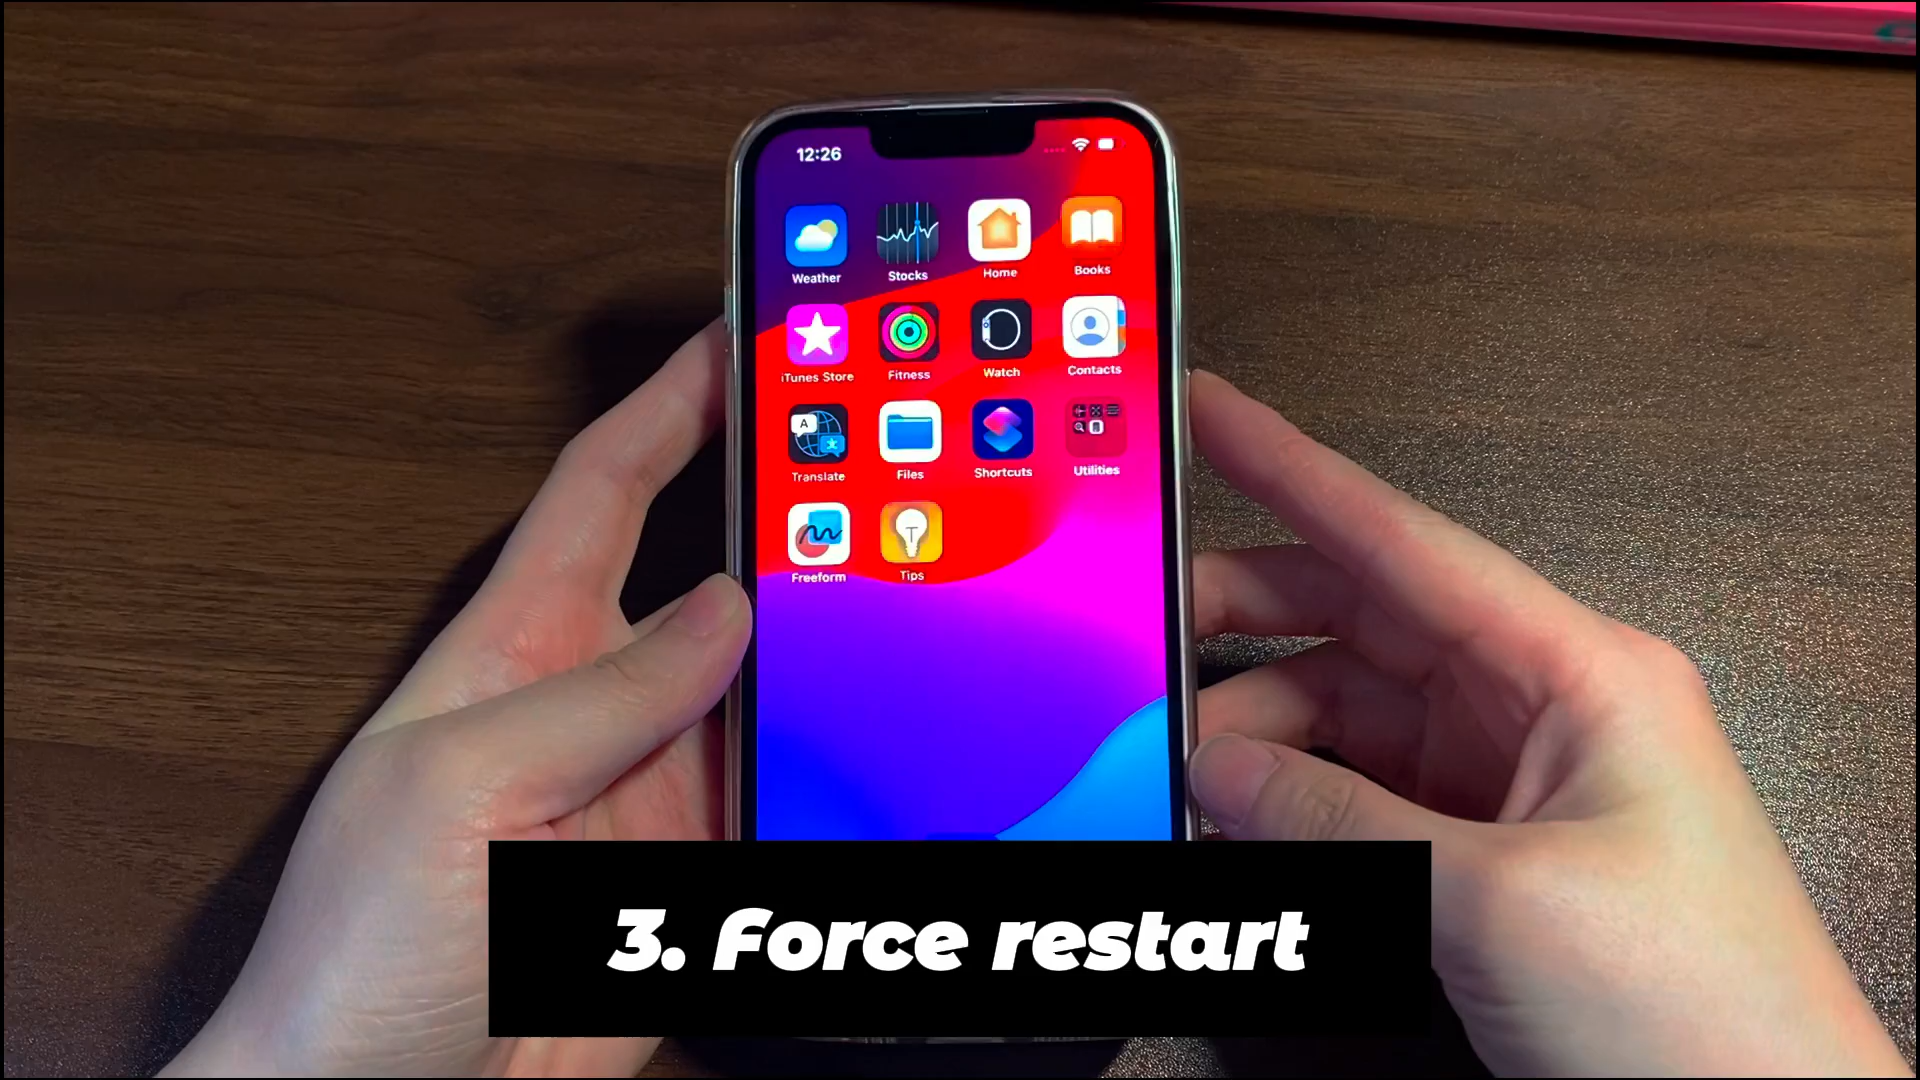 12:26
Weather Stocks Home Books
iTunes Store Fitness Watch Contacts
A
Translate Files Shortcuts Utilities
T
Freeform Tips
3. Force restart